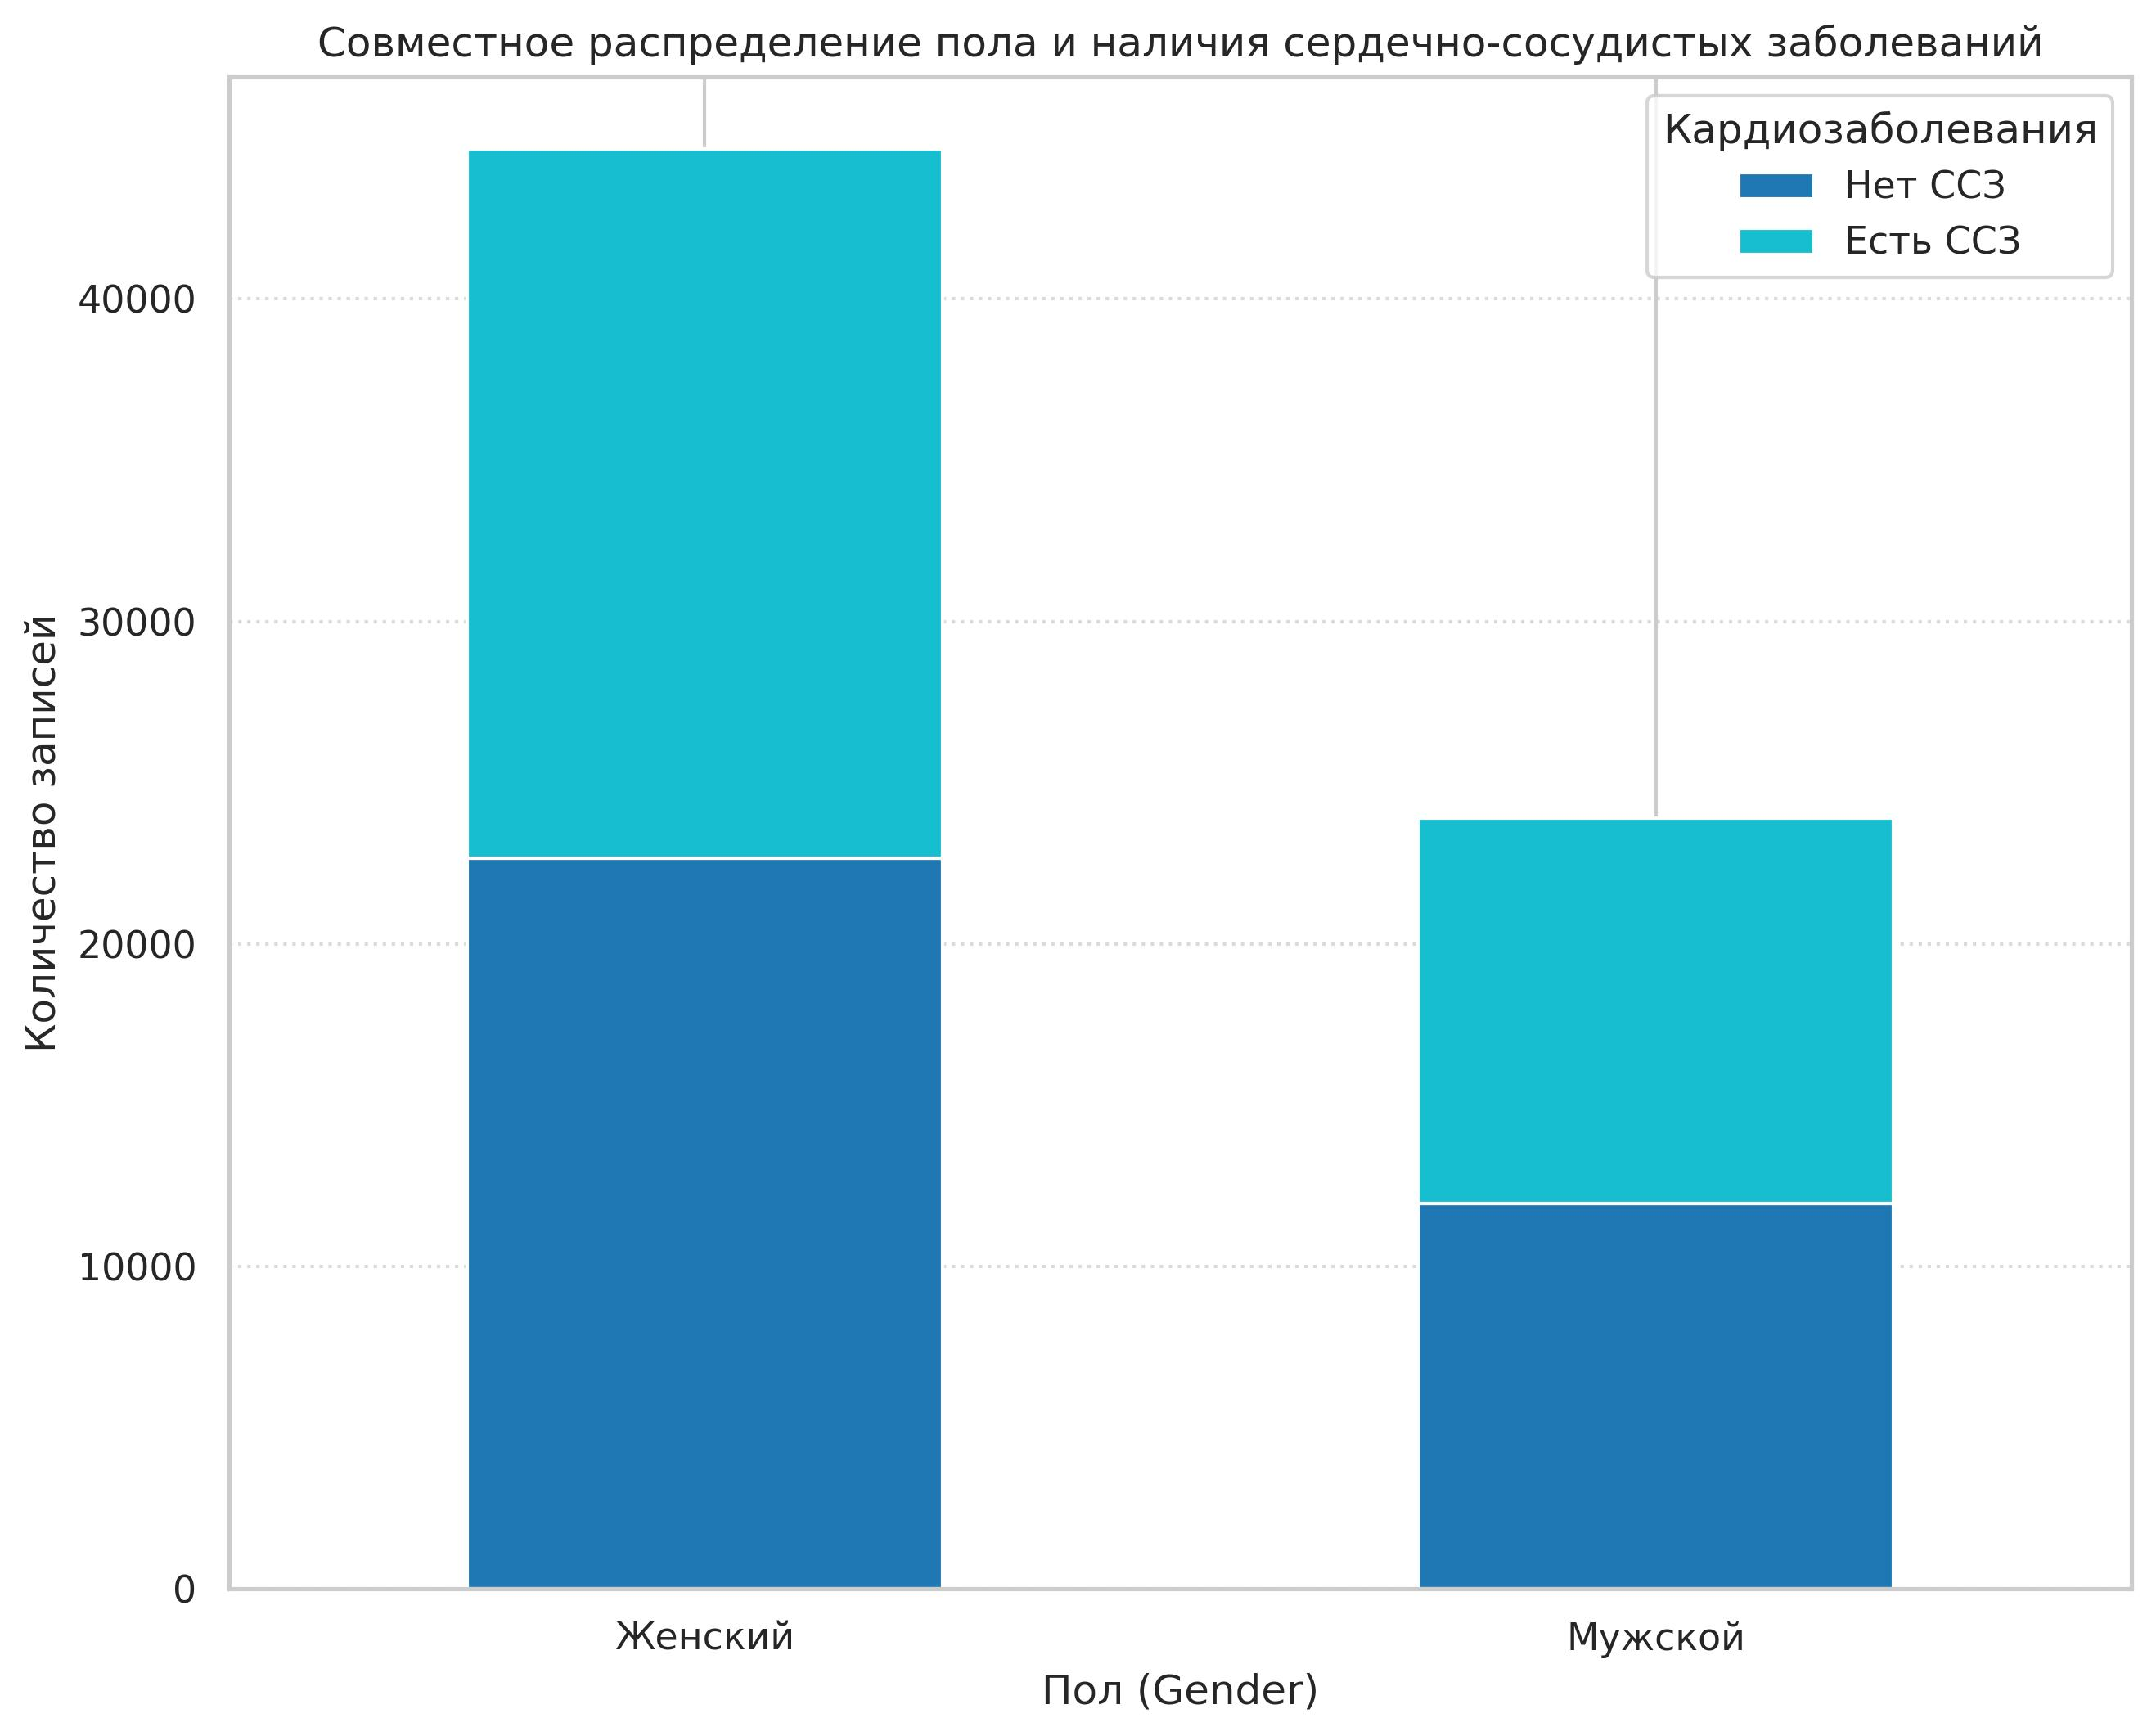 Совместное распределение пола и наличия сердечно-сосудистых заболеваний
Кардиозаболевания
Нет ССЗ
Есть ССЗ
Количество записей
40000
30000
20000
10000
0
Женский
Мужской
Пол (Gender)